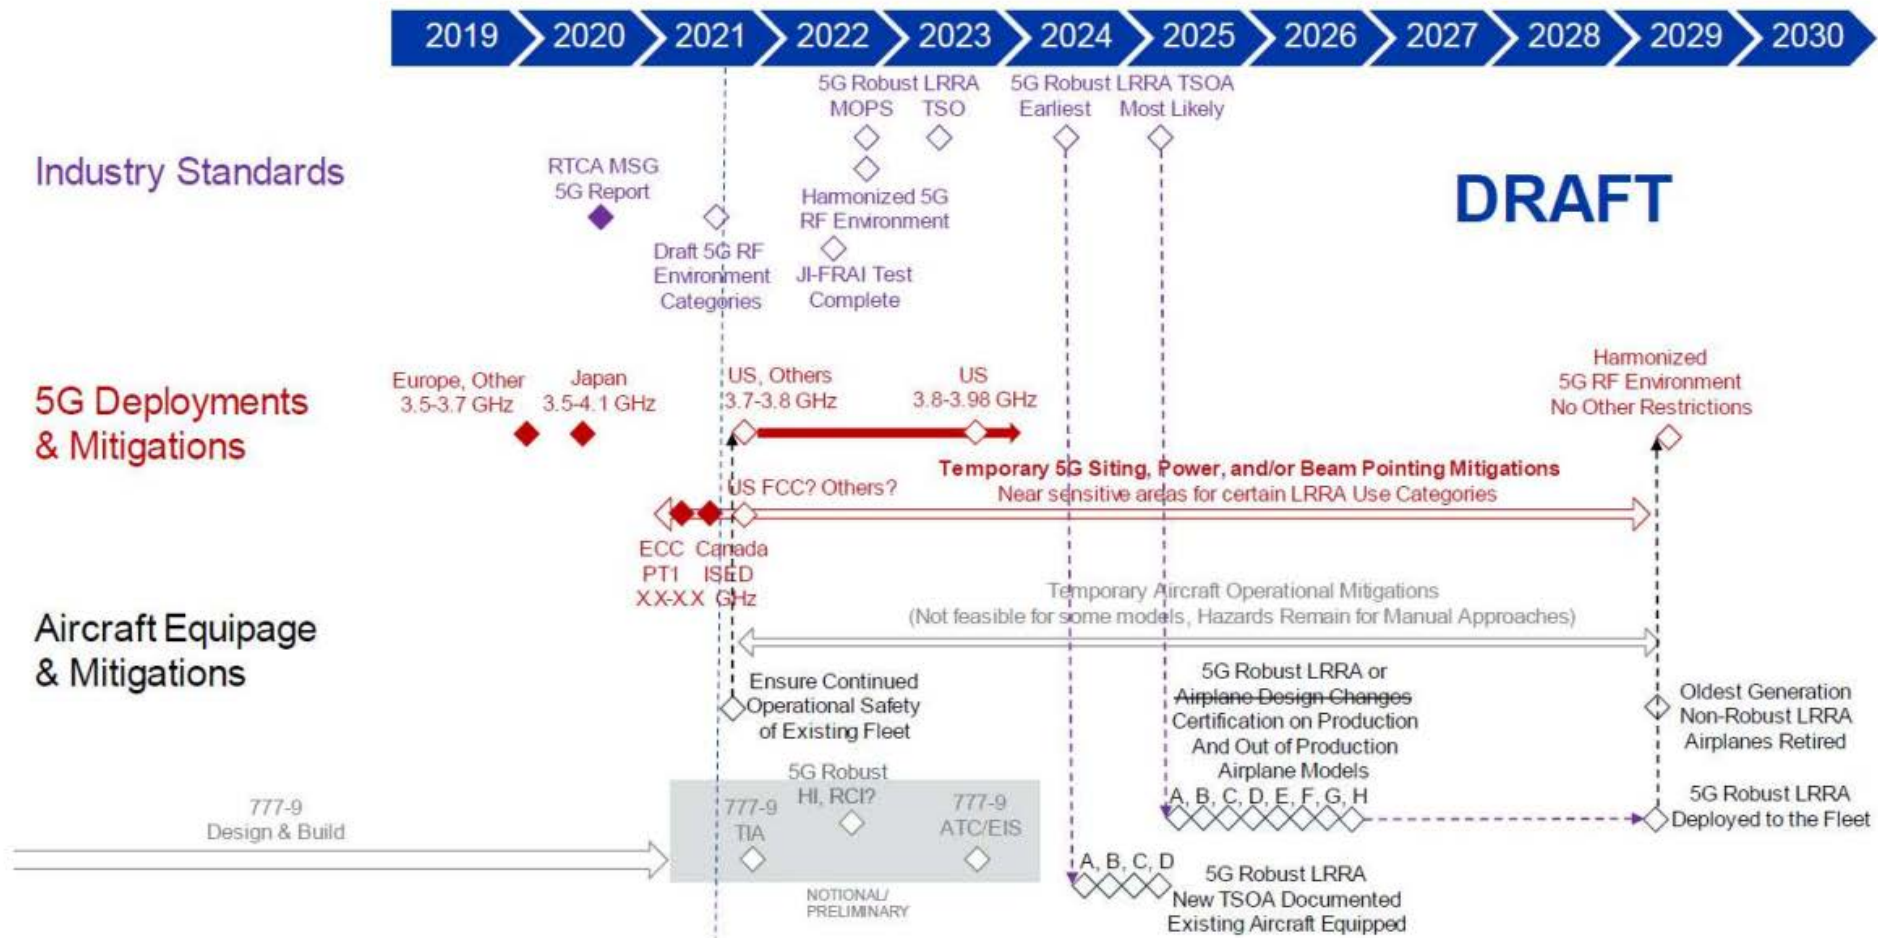 2019 2020 2021 2022 2023 2024 2025 2026 2027 2028 2029 2030
Industry Standards
RTCA MSG
5G Report
Draft 5G RF
Environment
Categories
5G Robust LRRA
MOPS TSO
Harmonized 5G
RF Environment
JI-FRAI Test
Complete
5G Robust LRRA TSOA
Earliest Most Likely
DRAFT
5G Deployments
& Mitigations
Europe, Other
3.5-3.7 GHz
Japan
3.5-4.1 GHz
US, Others
3.7-3.8 GHz
US
3.8-3.98 GHz
Harmonized
5G RF Environment
No Other Restrictions
Temporary 5G Siting, Power, and/or Beam Pointing Mitigations
Near sensitive areas for certain LRRA Use Categories
US FCC? Others?
ECC Canada
PT1 ISED
X.X-X.X GHz
Aircraft Equipage
& Mitigations
Temporary Aircraft Operational Mitigations
(Not feasible for some models, Hazards Remain for Manual Approaches)
Ensure Continued
Operational Safety
of Existing Fleet
5G Robust LRRA or
Airplane Design Changes
Certification on Production
And Out of Production
Airplane Models
A, B, C, D, E, F, G, H
Oldest Generation
Non-Robust LRRA
Airplanes Retired
5G Robust LRRA
Deployed to the Fleet
777-9
Design & Build
777-9
TIA
5G Robust
HI, RCI?
777-9
ATC/EIS
NOTIONAL/
PRELIMINARY
A, B, C, D
5G Robust LRRA
New TSOA Documented
Existing Aircraft Equipped